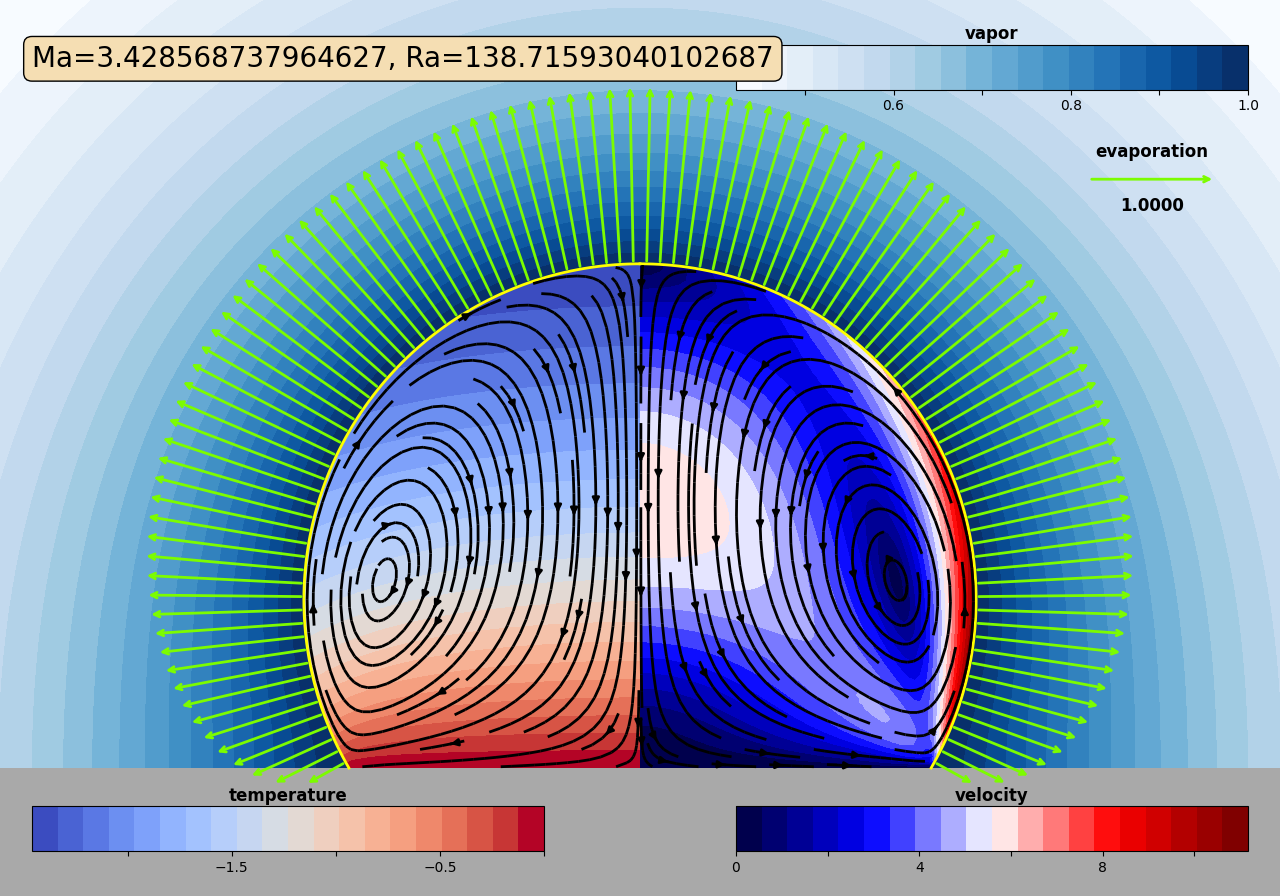 Ma=3.428568737964627, Ra=138.71593040102687
vapor
0.6 0.8 1.0
evaporation
1.0000
temperature
−1.5 −0.5
velocity
0 4 8